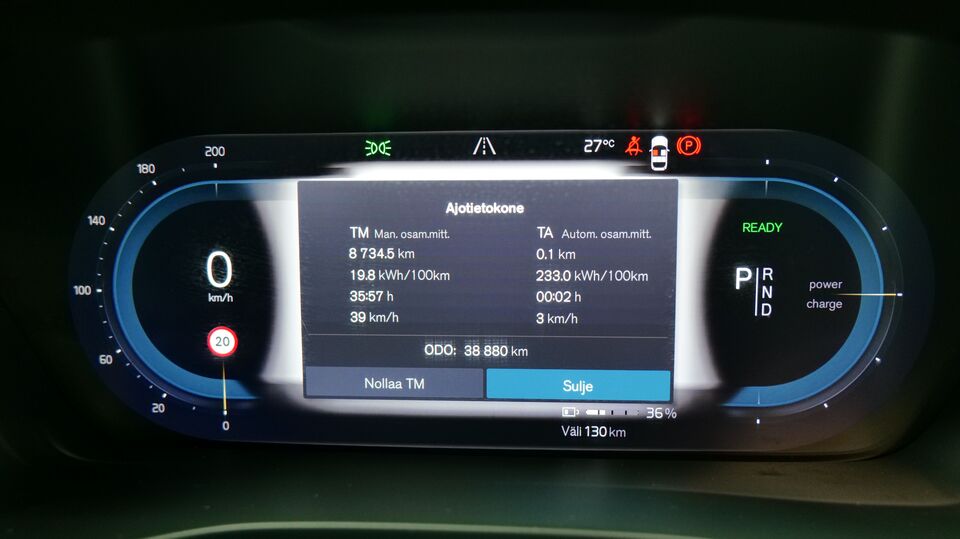 200
180
140
100
60
20
0
27°C
P
0
km/h
20
Ajotietokone
TM Man. osam.mitt.
8 734.5 km
19.8 kWh/100km
35:57 h
39 km/h
TA Autom. osam.mitt.
0.1 km
233.0 kWh/100km
00:02 h
3 km/h
ODO: 38 880 km
Nollaa TM
Sulje
36 %
Väli 130 km
READY
P R
N
D
power
charge